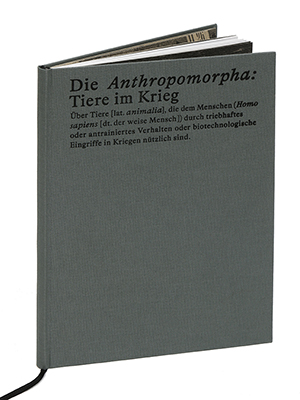 Die Anthropomorpha:
Tiere im Krieg
Über Tiere [lat. animalia], die dem Menschen (Homo
sapiens [dt. der weise Mensch]) durch triebhaftes
oder antrainiertes Verhalten oder biotechnologische
Eingriffe in Kriegen nützlich sind.